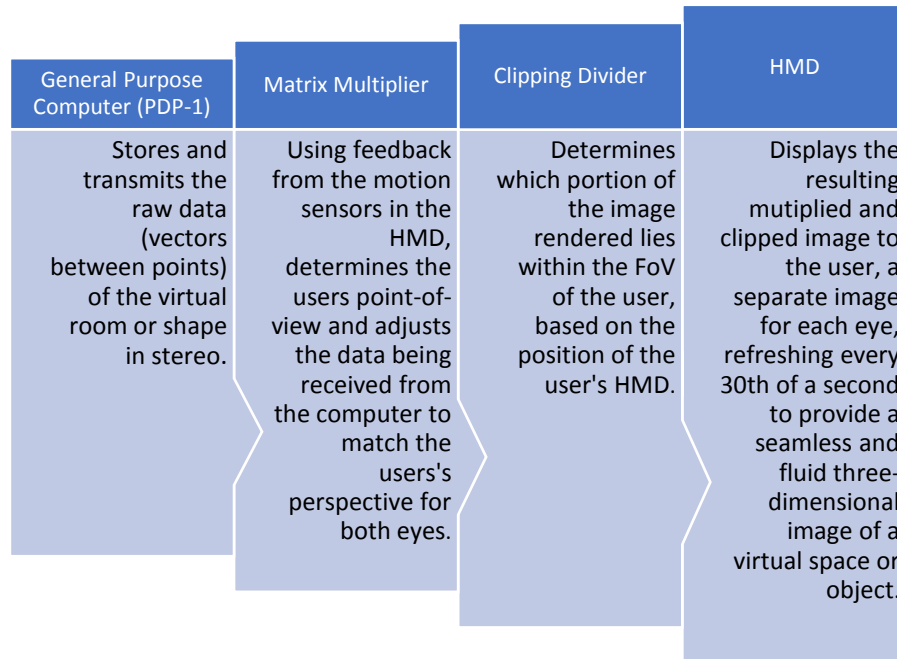 General Purpose
Computer (PDP-1)
Stores and
transmits the
raw data
(vectors
between points)
of the virtual
room or shape
in stereo.
Matrix Multiplier
Using feedback
from the motion
sensors in the
HMD,
determines the
users point-of-
view and adjusts
the data being
received from
the computer to
match the
users's
perspective for
both eyes.
Clipping Divider
Determines
which portion of
the image
rendered lies
within the FoV
of the user,
based on the
position of the
user's HMD.
HMD
Displays the
resulting
mutiplied and
clipped image to
the user, a
separate image
for each eye,
refreshing every
30th of a second
to provide a
seamless and
fluid three-
dimensional
image of a
virtual space or
object.